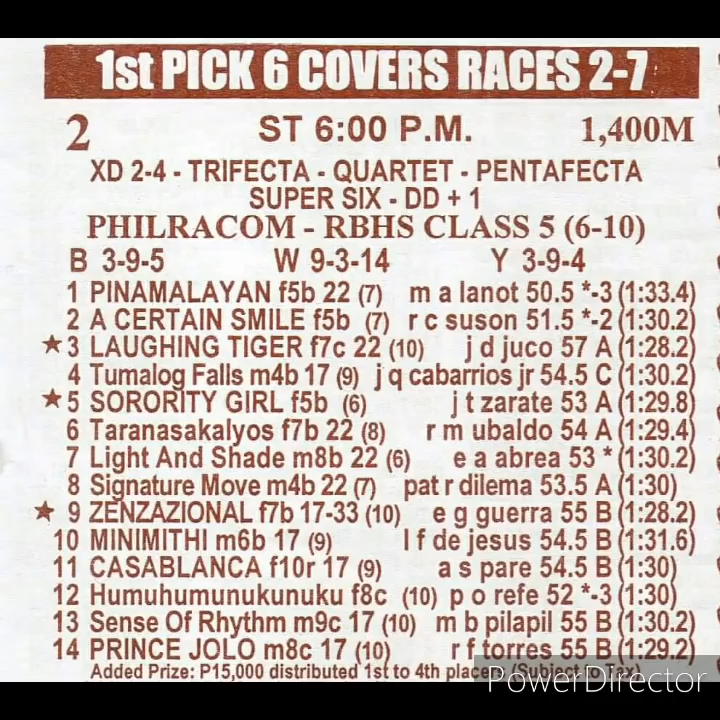 1st PICK 6 COVERS RACES 2-7
2 ST 6:00 P.M. 1,400M
XD 2-4 - TRIFECTA - QUARTET - PENTAFECTA
SUPER SIX - DD + 1
PHILRACOM - RBHS CLASS 5 (6-10)
B 3-9-5 W 9-3-14 Y 3-9-4
1 PINAMALAYAN f5b 22 (7) m a lanot 50.5 *-3 (1:33.4)
2 A CERTAIN SMILE f5b (7) r c suson 51.5 *-2 (1:30.2)
★ 3 LAUGHING TIGER f7c 22 (10) j d juco 57 A (1:28.2)
4 Tumalog Falls m4b 17 (9) j q cabarrios jr 54.5 C (1:30.2)
★ 5 SORORITY GIRL f5b (6) j t zarate 53 A (1:29.8)
6 Taranasakalyos f7b 22 (8) r m ubaldo 54 A (1:29.4)
7 Light And Shade m8b 22 (6) e a abrea 53 * (1:30.2)
8 Signature Move m4b 22 (7) pat r dilema 53.5 A (1:30)
★ 9 ZENZAZIONAL f7b 17-33 (10) e g guerra 55 B (1:28.2)
10 MINIMITHI m6b 17 (9) l f de jesus 54.5 B (1:31.6)
11 CASABLANCA f10r 17 (9) a s pare 54.5 B (1:30)
12 Humuhumunukunuku f8c (10) p o refe 52 *-3 (1:30)
13 Sense Of Rhythm m9c 17 (10) m b pilapil 55 B (1:30.2)
14 PRINCE JOLO m8c 17 (10) r f torres 55 B (1:29.2)
Added Prize: P15,000 distributed 1st to 4th placers (Subject to Tax)
PowerDirector